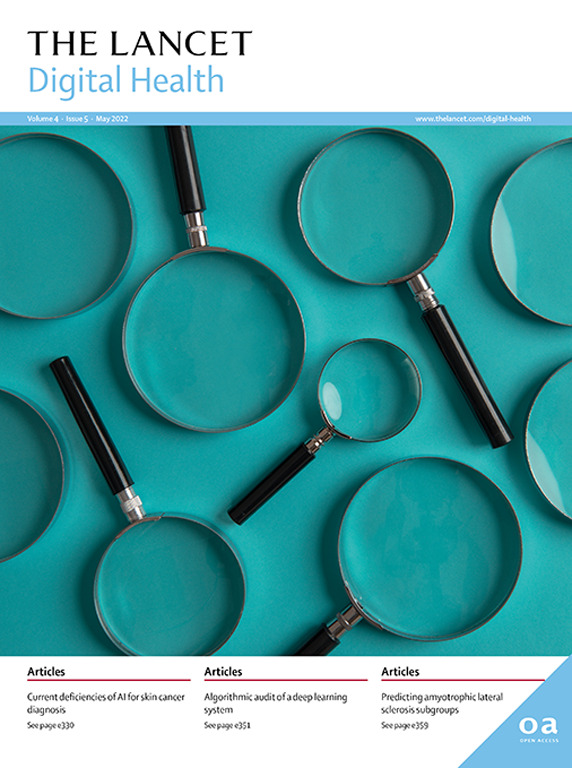 THE LANCET
Digital Health
Volume 4 · Issue 5 · May 2022
www.thelancet.com/digital-health
Articles
Current deficiencies of AI for skin cancer
diagnosis
See page e330
Articles
Algorithmic audit of a deep learning
system
See page e351
Articles
Predicting amyotrophic lateral
sclerosis subgroups
See page e359
oa
OPEN ACCESS